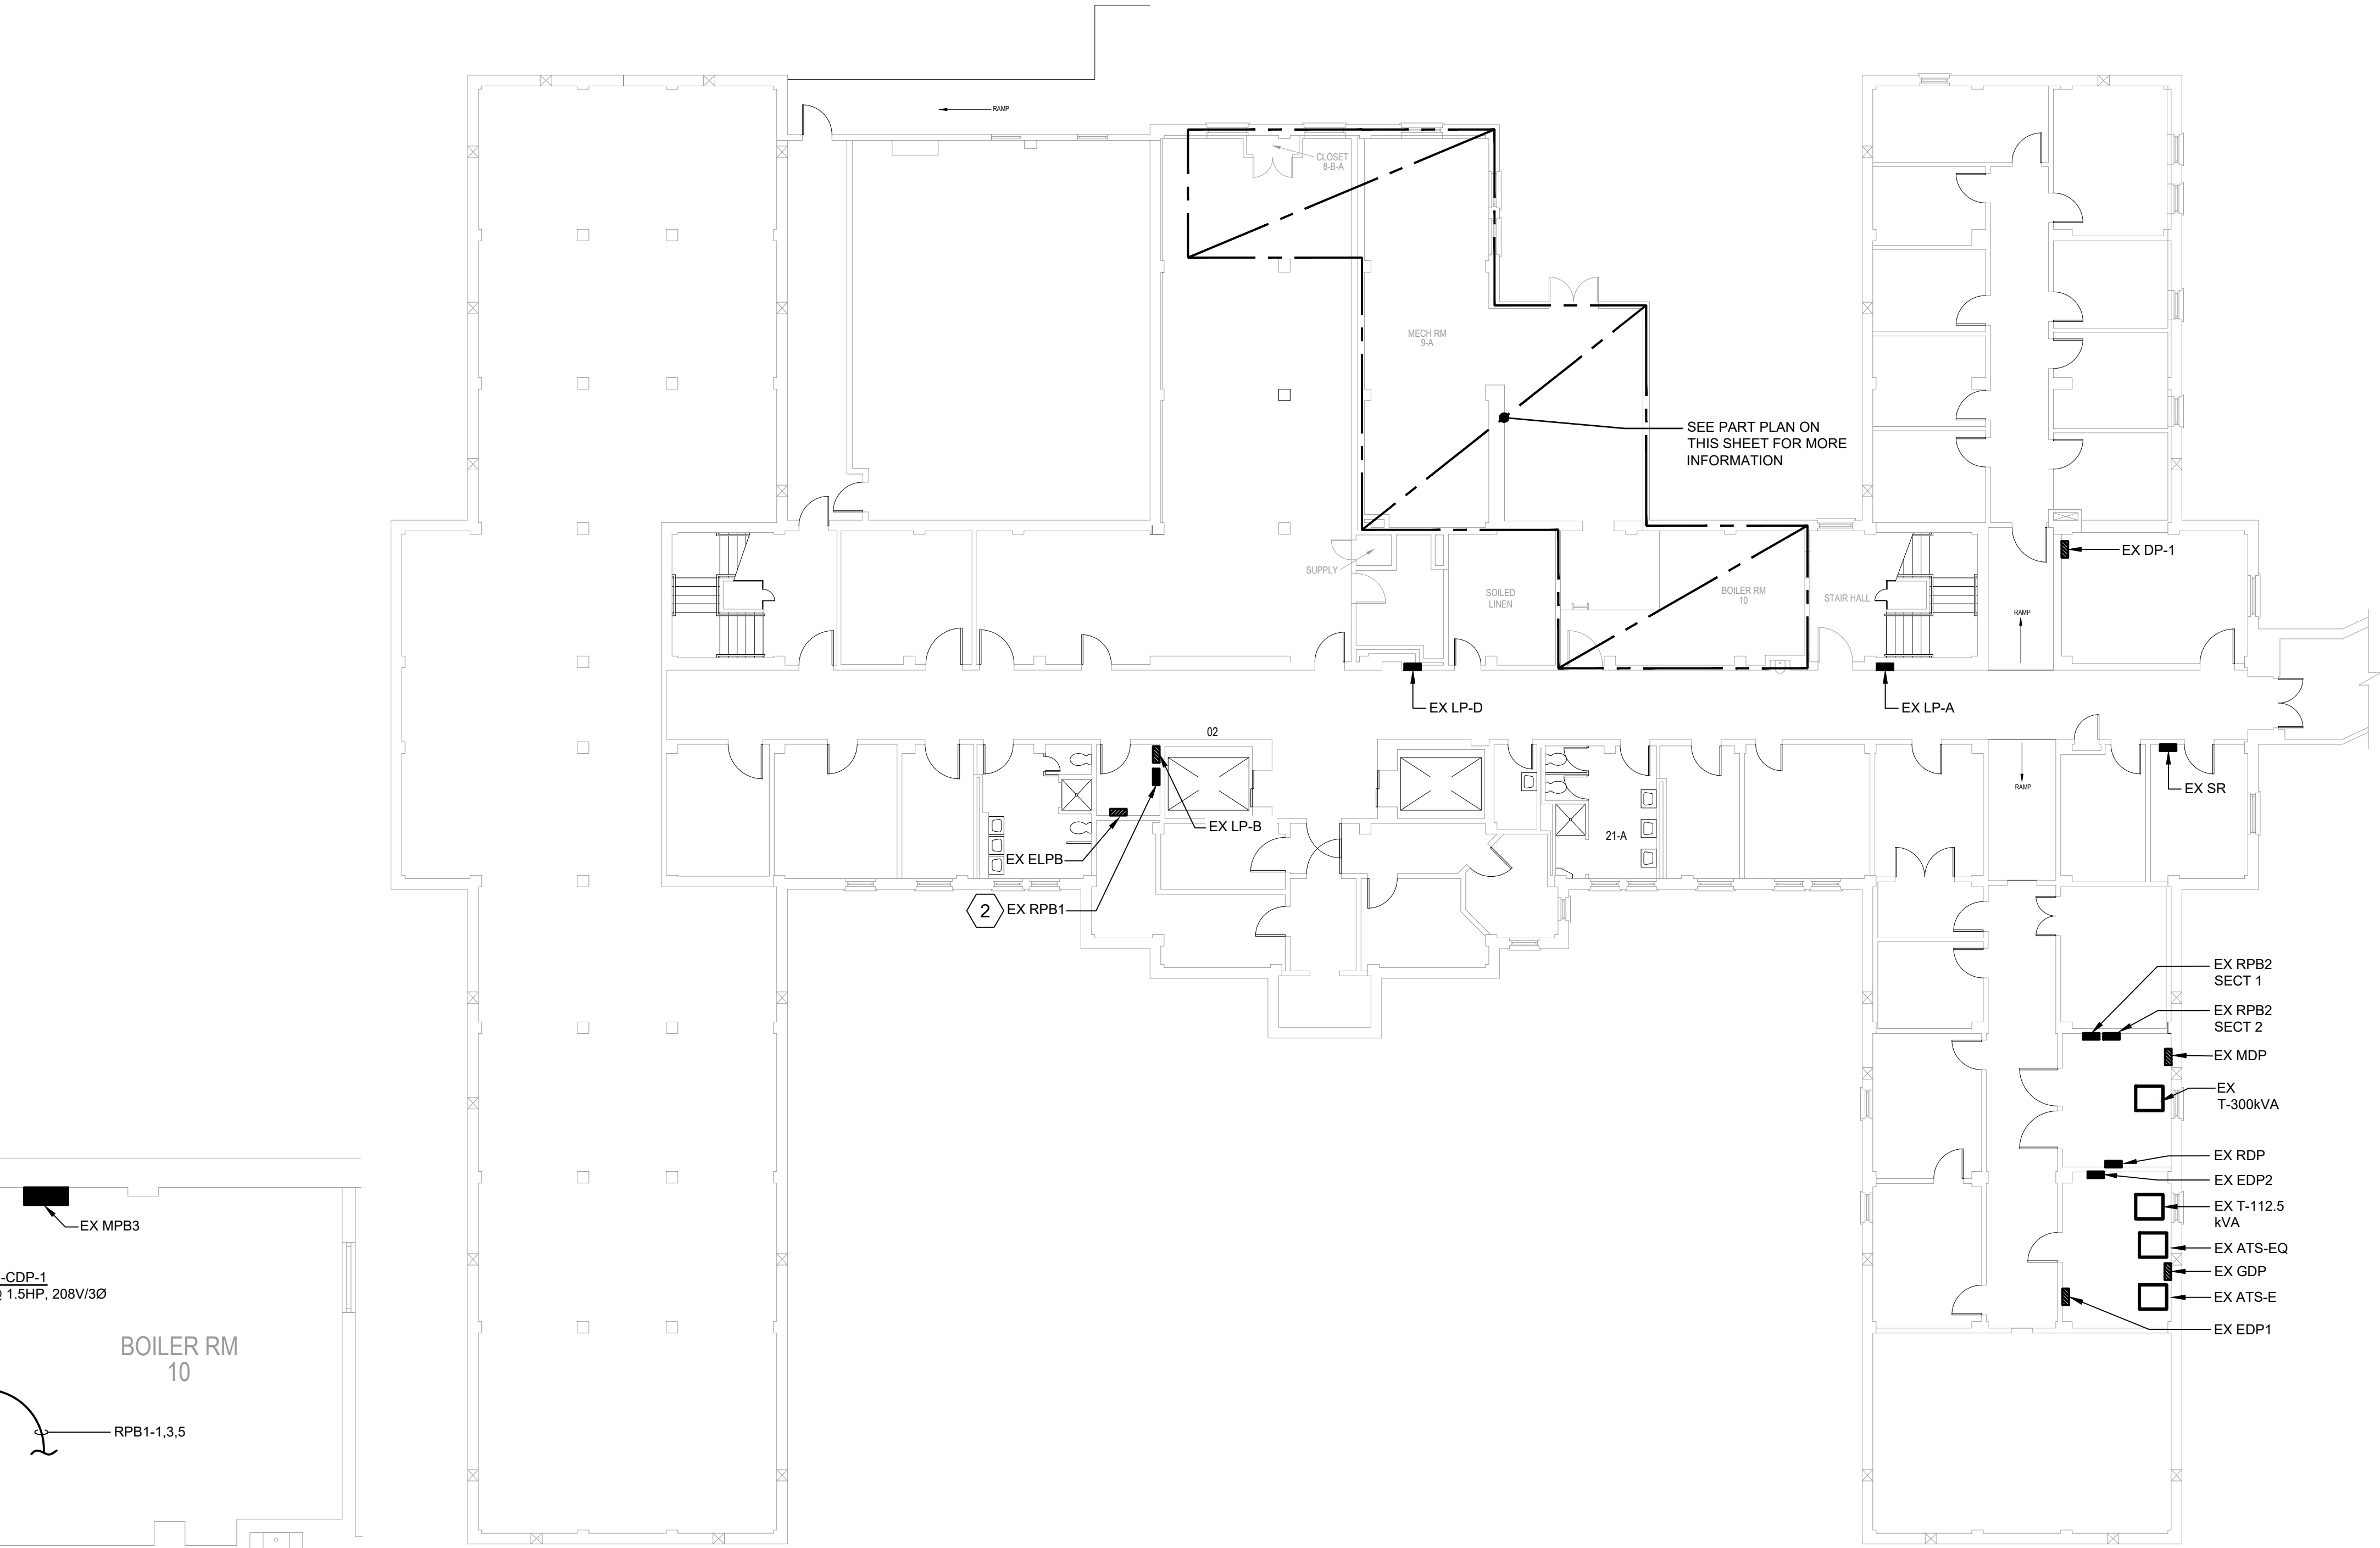 RAMP
CLOSET
8-B-A
MECH RM
9-A
SEE PART PLAN ON
THIS SHEET FOR MORE
INFORMATION
EX DP-1
SUPPLY
SOILED
LINEN
BOILER RM
10
STAIR HALL
RAMP
EX LP-D
EX LP-A
02
RAMP
EX SR
EX LP-B
21-A
EX ELPB
2
EX RPB1
EX RPB2
SECT 1
EX RPB2
SECT 2
EX MDP
EX
T-300kVA
EX RDP
EX EDP2
EX T-112.5
kVA
EX ATS-EQ
EX GDP
EX ATS-E
EX EDP1
EX MPB3
-CDP-1
1.5HP, 208V/3Ø
BOILER RM
10
RPB1-1,3,5